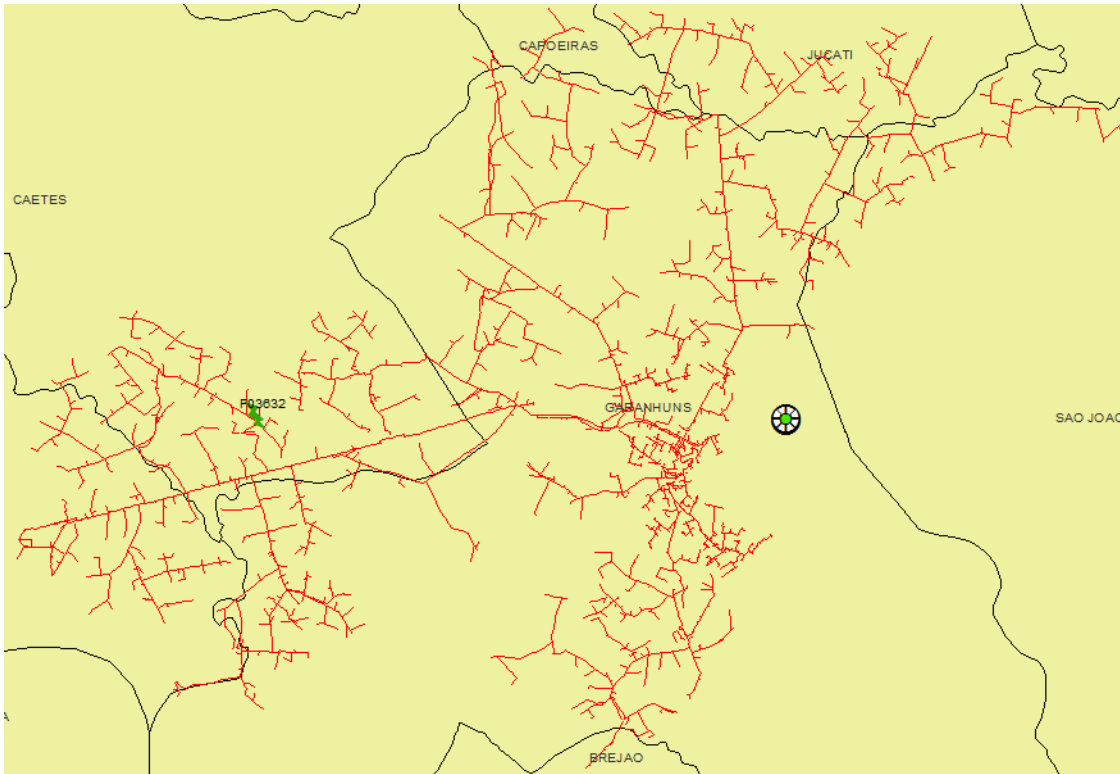 CAPOEIRAS
JUCATI
CAETES
F03632
GARANHUNS
SAO JOAO
BREJAO
A